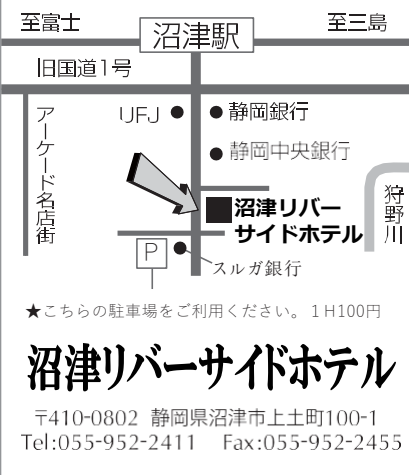 至富士
至三島
沼津駅
旧国道1号
UFJ
静岡銀行
静岡中央銀行
アーケード名店街
狩野川
沼津リバー
サイドホテル
P
スルガ銀行
★こちらの駐車場をご利用ください。1H100円
沼津リバーサイドホテル
〒410-0802 静岡県沼津市上土町100-1
Tel:055-952-2411 Fax:055-952-2455